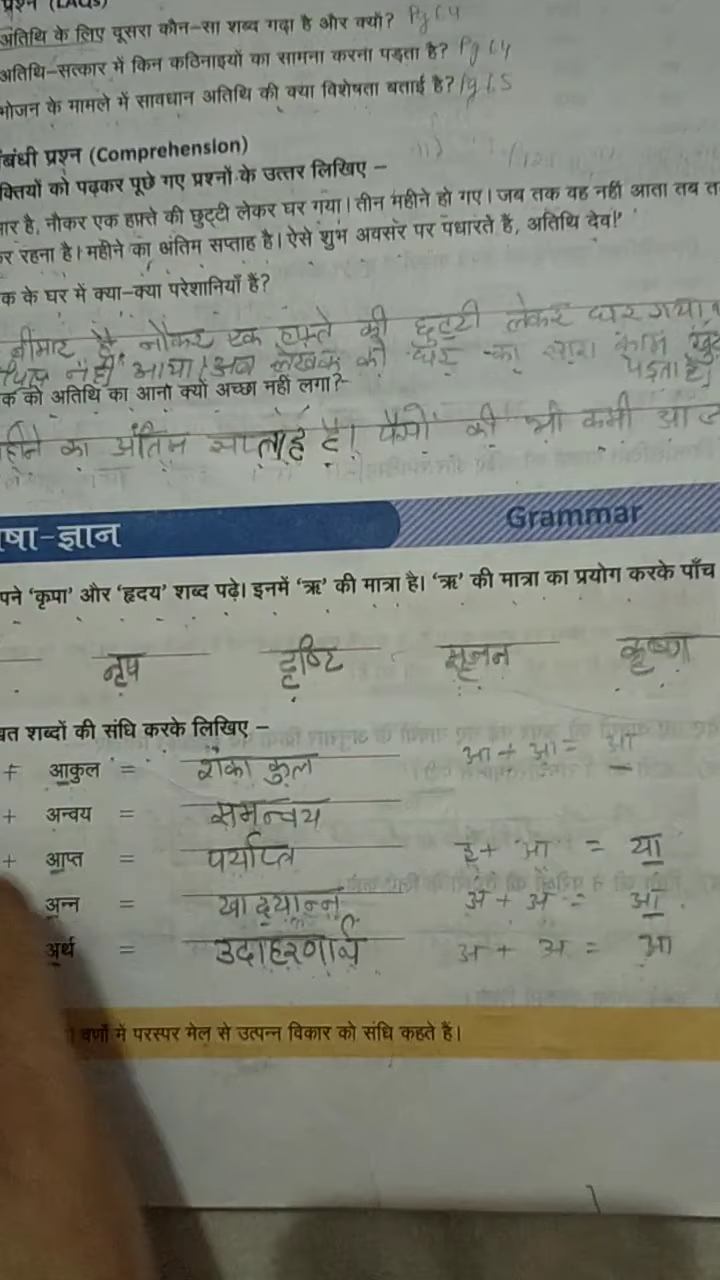 प्रश्न (LAQs)
अतिथि के लिए दूसरा कौन-सा शब्द गढ़ा है और क्यों? Pg 64
अतिथि-सत्कार में किन कठिनाइयों का सामना करना पड़ता है? Pg 64
भोजन के मामले में सावधान अतिथि की क्या विशेषता बताई है? Pg 65
बंधी प्रश्न (Comprehension)
क्तियों को पढ़कर पूछे गए प्रश्नों के उत्तर लिखिए –
मार है, नौकर एक हफ़्ते की छुट्टी लेकर घर गया। तीन महीने हो गए। जब तक वह नहीं आता तब त
कर रहना है। महीने का अंतिम सप्ताह है। ऐसे शुभ अवसर पर पधारते हैं, अतिथि देव!'
क के घर में क्या-क्या परेशानियाँ हैं?
बीमार है नौकर एक हफ्ते की छुट्टी लेकर घर गया
नहीं आया। अब लेखक को घर का सारा काम खुद
पड़ता है।
क को अतिथि का आना क्यों अच्छा नहीं लगा?
हीने का अंतिम सप्ताह है। पैसों की भी कमी
षा-ज्ञान Grammar
पने 'कृपा' और 'हृदय' शब्द पढ़े। इनमें 'ऋ' की मात्रा है। 'ऋ' की मात्रा का प्रयोग करके पाँच
नृप दृष्टि सृजन कृष्ण
खत शब्दों की संधि करके लिखिए –
+ आकुल = शंका कुल आ + आ = आ
+ अन्वय = समन्वय
+ आप्त = पर्याप्त इ + आ = या
अन्न = खाद्यान्न अ + अ = आ
अर्थ = उदाहरणार्थ अ + अ = आ
वर्णों में परस्पर मेल से उत्पन्न विकार को संधि कहते हैं।